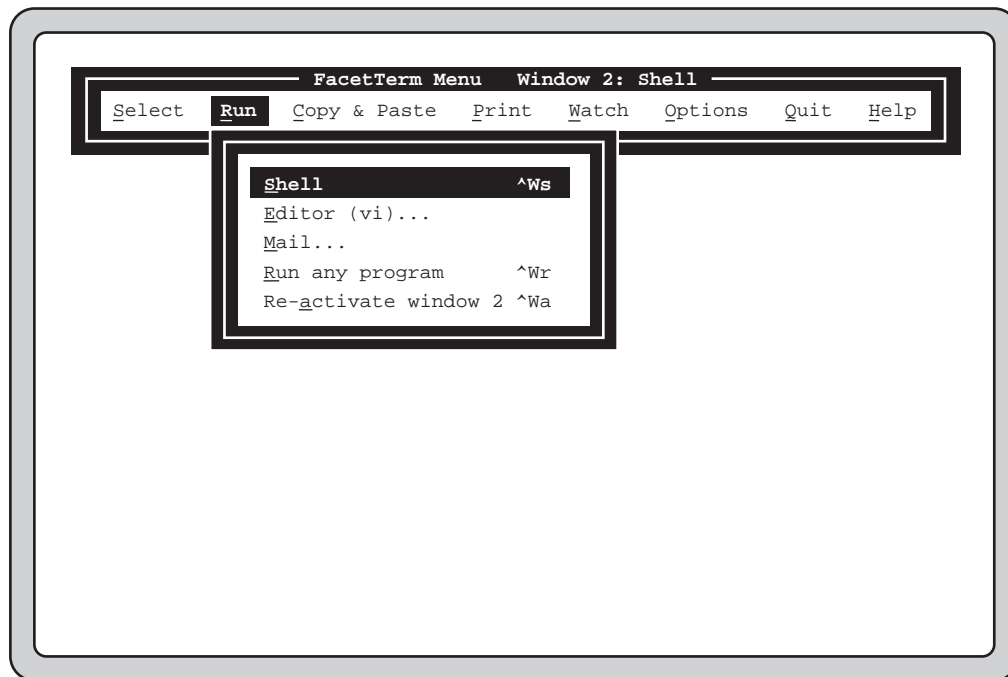 FacetTerm Menu Window 2: Shell
Select Run Copy & Paste Print Watch Options Quit Help
Shell ^Ws
Editor (vi)...
Mail...
Run any program ^Wr
Re-activate window 2 ^Wa